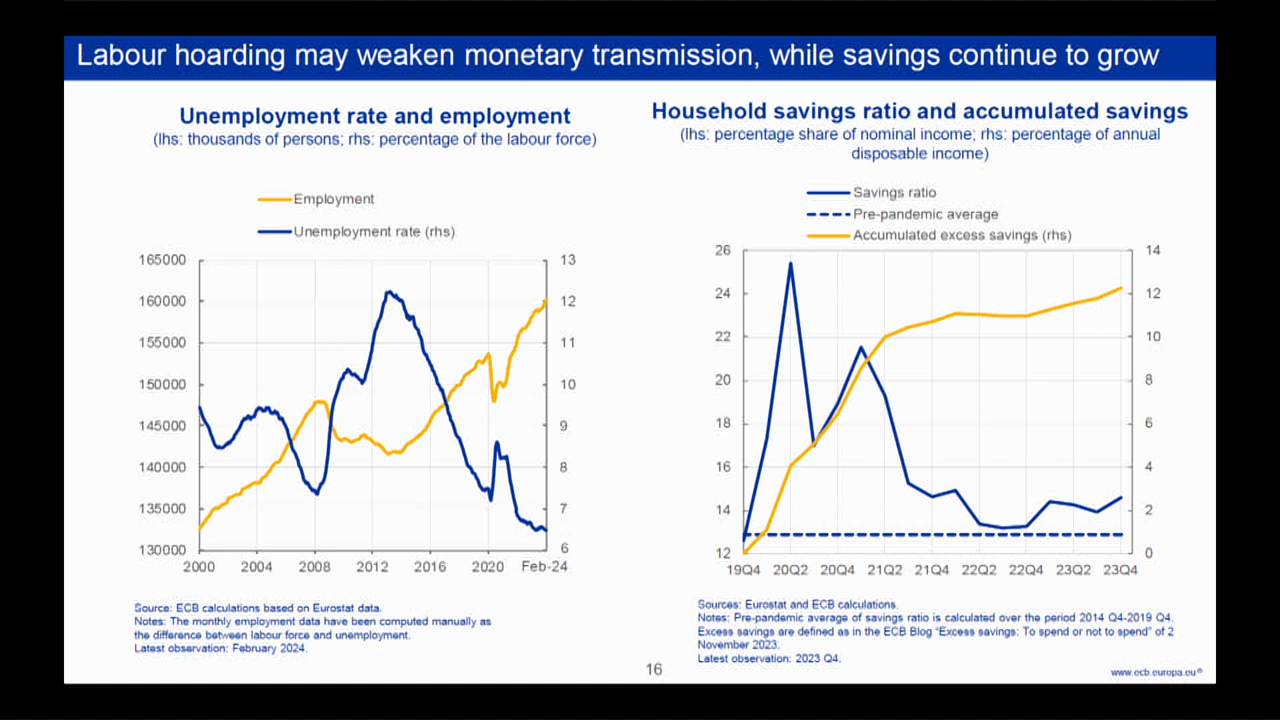 Labour hoarding may weaken monetary transmission, while savings continue to grow
Unemployment rate and employment
(lhs: thousands of persons; rhs: percentage of the labour force)
Employment
Unemployment rate (rhs)
165000
160000
155000
150000
145000
140000
135000
130000
13
12
11
10
9
8
7
6
2000 2004 2008 2012 2016 2020 Feb-24
Source: ECB calculations based on Eurostat data.
Notes: The monthly employment data have been computed manually as
the difference between labour force and unemployment.
Latest observation: February 2024.
Household savings ratio and accumulated savings
(lhs: percentage share of nominal income; rhs: percentage of annual
disposable income)
Savings ratio
Pre-pandemic average
Accumulated excess savings (rhs)
26
24
22
20
18
16
14
12
14
12
10
8
6
4
2
0
19Q4 20Q2 20Q4 21Q2 21Q4 22Q2 22Q4 23Q2 23Q4
Sources: Eurostat and ECB calculations.
Notes: Pre-pandemic average of savings ratio is calculated over the period 2014 Q4-2019 Q4.
Excess savings are defined as in the ECB Blog "Excess savings: To spend or not to spend" of 2
November 2023.
Latest observation: 2023 Q4.
16
www.ecb.europa.eu©